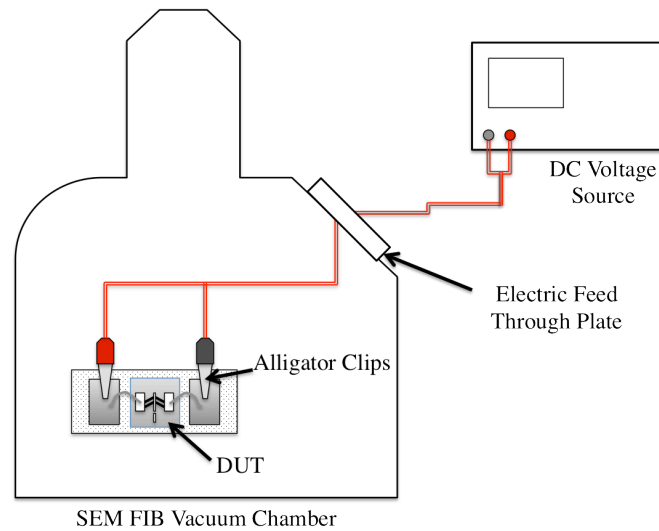 DC Voltage
Source
Electric Feed
Through Plate
Alligator Clips
DUT
SEM FIB Vacuum Chamber